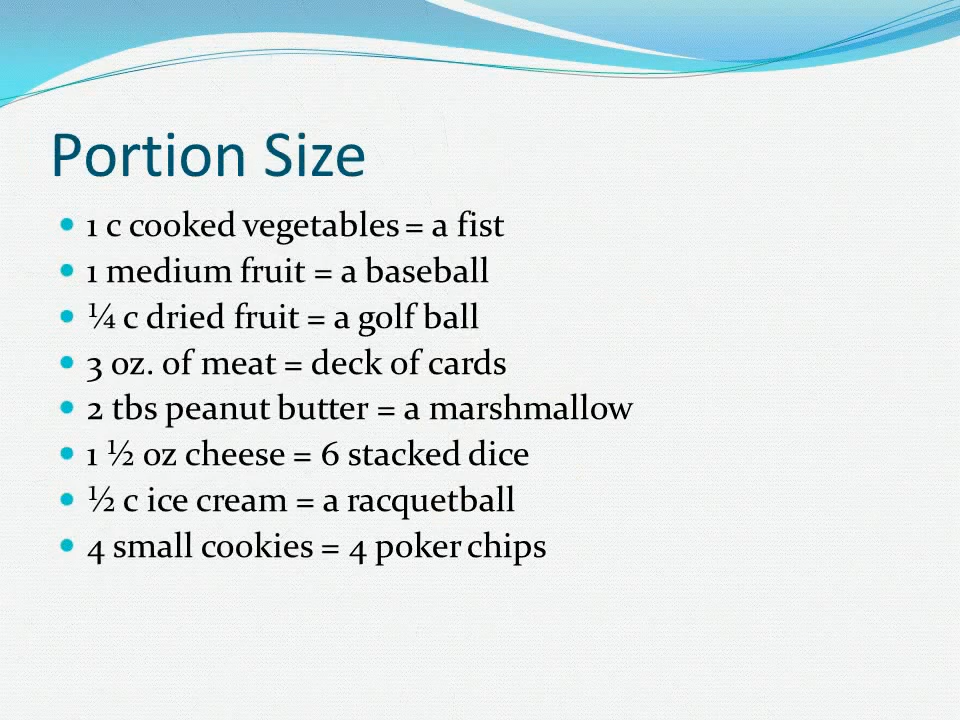 Portion Size
• 1 c cooked vegetables = a fist
• 1 medium fruit = a baseball
• ¼ c dried fruit = a golf ball
• 3 oz. of meat = deck of cards
• 2 tbs peanut butter = a marshmallow
• 1 ½ oz cheese = 6 stacked dice
• ½ c ice cream = a racquetball
• 4 small cookies = 4 poker chips